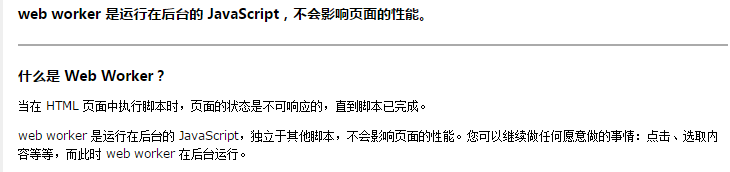 web worker 是运行在后台的 JavaScript，不会影响页面的性能。
什么是 Web Worker？
当在 HTML 页面中执行脚本时，页面的状态是不可响应的，直到脚本已完成。
web worker 是运行在后台的 JavaScript，独立于其他脚本，不会影响页面的性能。您可以继续做任何愿意做的事情：点击、选取内
容等等，而此时 web worker 在后台运行。